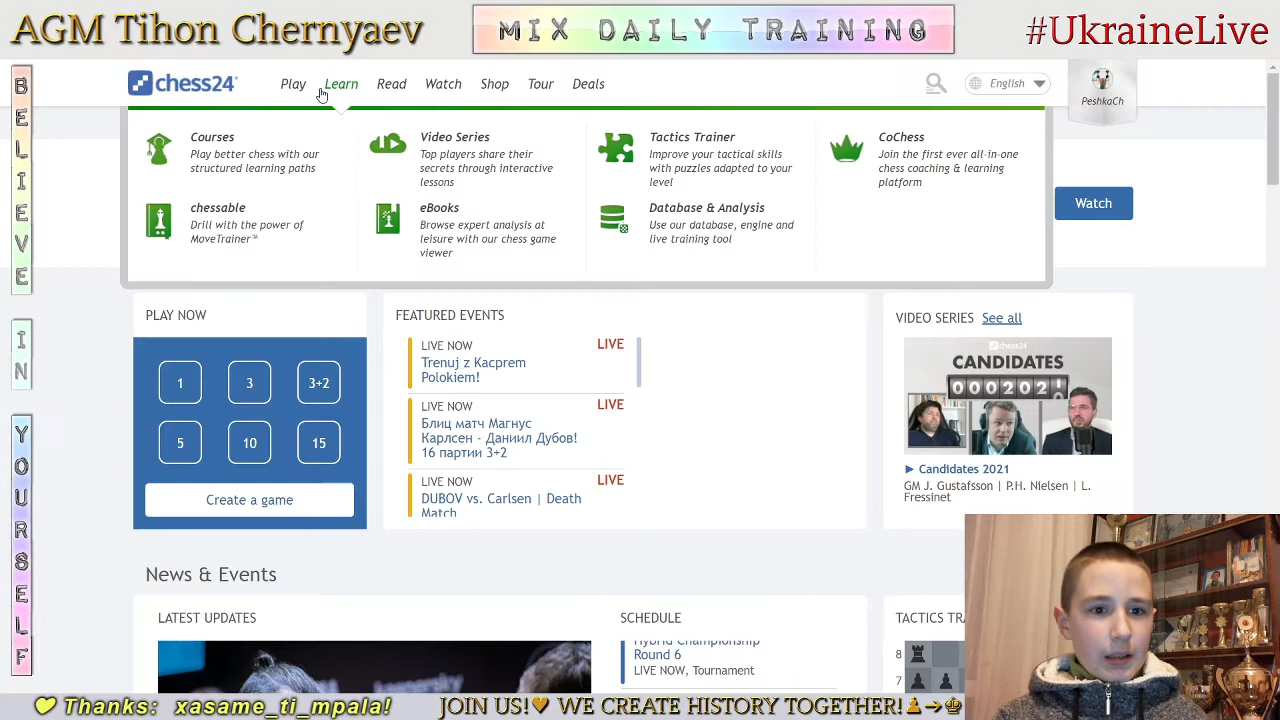 AGM Tihon Chernyaev
MIX DAILY TRAINING
#UkraineLive
BELIEVE
IN
YOURSELF
chess24
Play
Learn
Read
Watch
Shop
Tour
Deals
English
PeshkaCh
Courses
Play better chess with our
structured learning paths
Video Series
Top players share their
secrets through interactive
lessons
Tactics Trainer
Improve your tactical skills
with puzzles adapted to your
level
CoChess
Join the first ever all-in-one
chess coaching & learning
platform
chessable
Drill with the power of
MoveTrainer™
eBooks
Browse expert analysis at
leisure with our chess game
viewer
Database & Analysis
Use our database, engine and
live training tool
Watch
PLAY NOW
1
3
3+2
5
10
15
Create a game
FEATURED EVENTS
LIVE NOW
LIVE
Trenuj z Kacprem
Polokiem!
LIVE NOW
LIVE
Блиц матч Магнус
Карлсен - Даниил Дубов!
16 партии 3+2
LIVE NOW
LIVE
DUBOV vs. Carlsen | Death
Match
VIDEO SERIES See all
chess24
CANDIDATES
Candidates 2021
GM J. Gustafsson | P.H. Nielsen | L.
Fressinet
News & Events
LATEST UPDATES
SCHEDULE
Hybrid Championship
Round 6
LIVE NOW, Tournament
TACTICS TRA
8
7
Thanks: xasame_ti_mpala!
JOIN US! WE CREATE HISTORY TOGETHER!